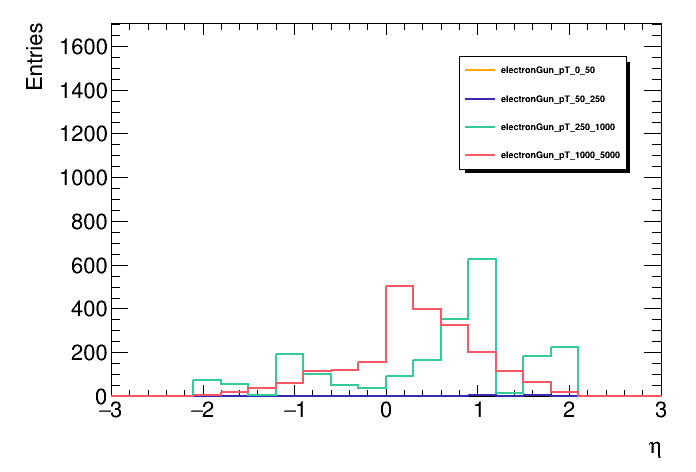 Entries
1600
1400
1200
1000
800
600
400
200
0
electronGun_pT_0_50
electronGun_pT_50_250
electronGun_pT_250_1000
electronGun_pT_1000_5000
−3 −2 −1 0 1 2 3
η